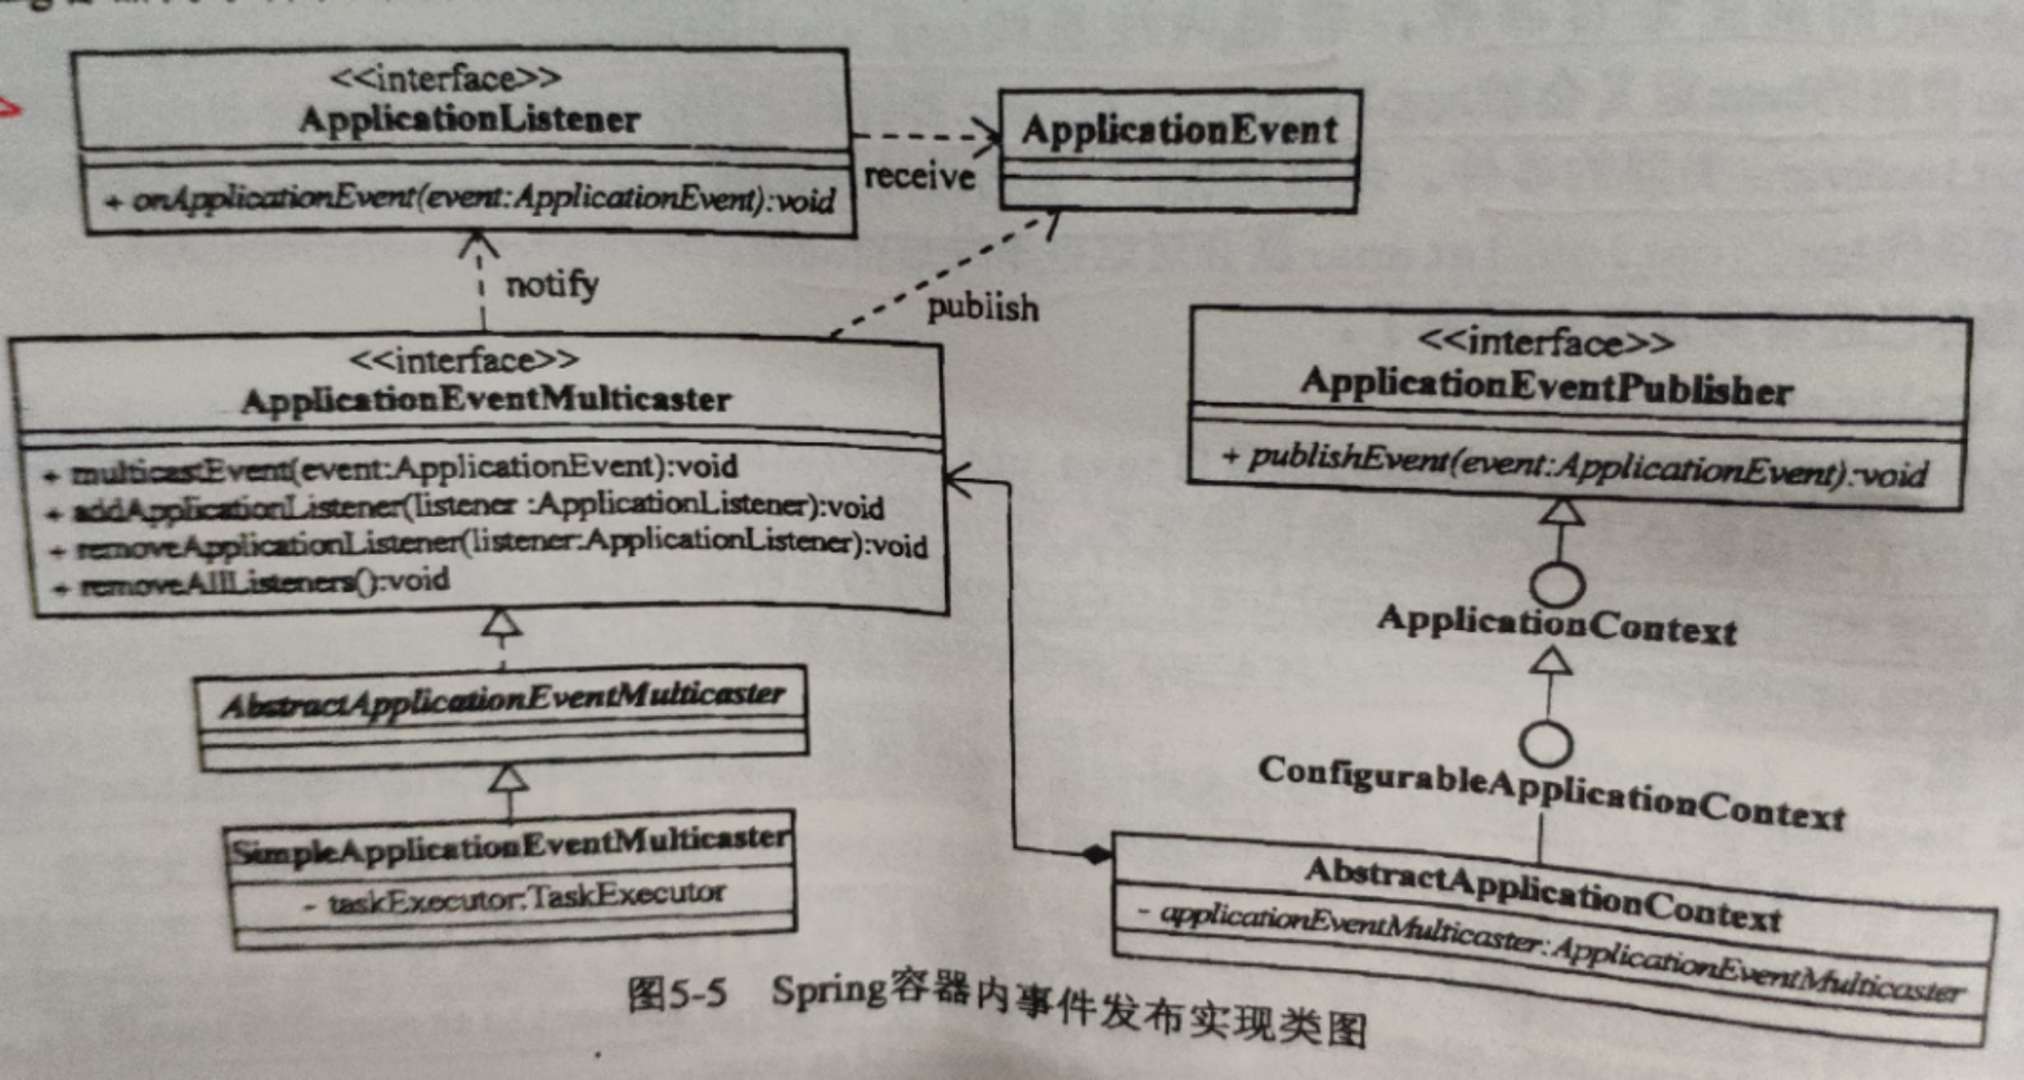 <<interface>>
ApplicationListener
+ onApplicationEvent(event:ApplicationEvent):void
receive
ApplicationEvent
notify
publish
<<interface>>
ApplicationEventMulticaster
+ multicastEvent(event:ApplicationEvent):void
+ addApplicationListener(listener :ApplicationListener):void
+ removeApplicationListener(listener:ApplicationListener):void
+ removeAllListeners():void
<<interface>>
ApplicationEventPublisher
+ publishEvent(event:ApplicationEvent):void
ApplicationContext
AbstractApplicationEventMulticaster
ConfigurableApplicationContext
SimpleApplicationEventMulticaster
- taskExecutor:TaskExecutor
AbstractApplicationContext
- applicationEventMulticaster:ApplicationEventMulticaster
图5-5 Spring容器内事件发布实现类图